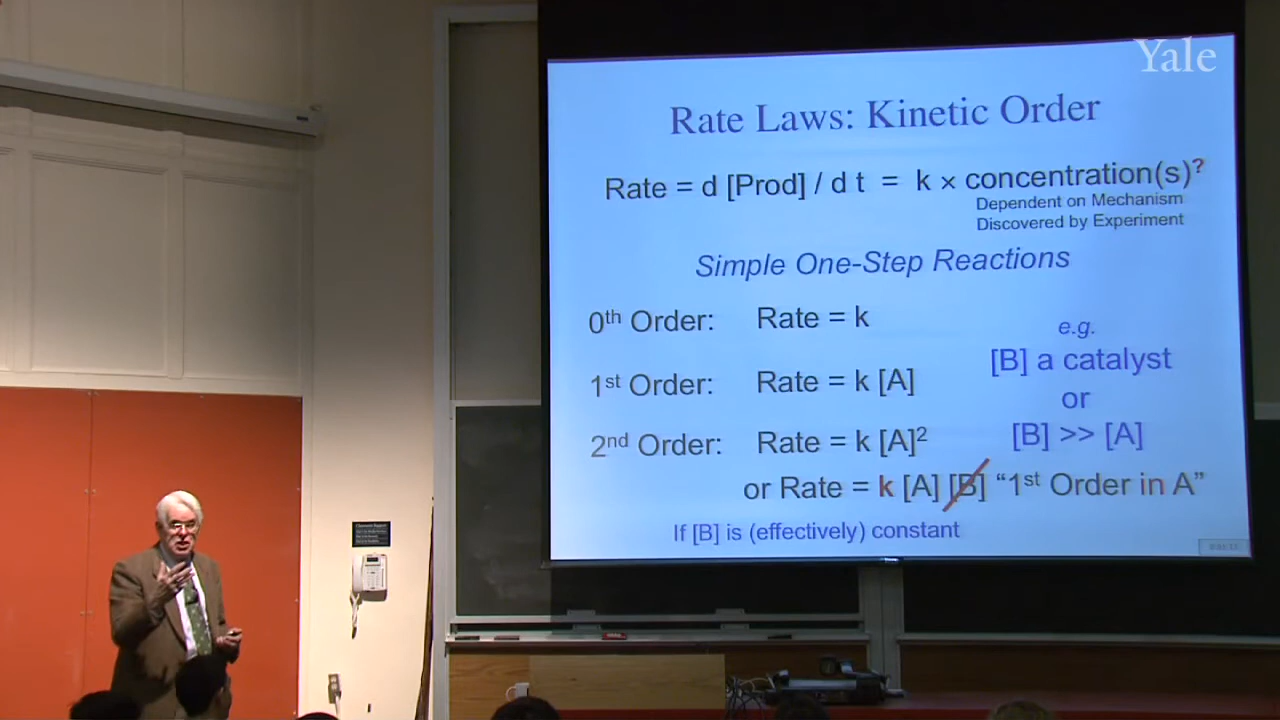 Yale
Rate Laws: Kinetic Order
Rate = d [Prod] / d t = k × concentration(s)?
Dependent on Mechanism
Discovered by Experiment
Simple One-Step Reactions
0th Order: Rate = k
e.g.
[B] a catalyst
1st Order: Rate = k [A]
or
2nd Order: Rate = k [A]²
[B] >> [A]
or Rate = k [A] [B] “1st Order in A”
If [B] is (effectively) constant